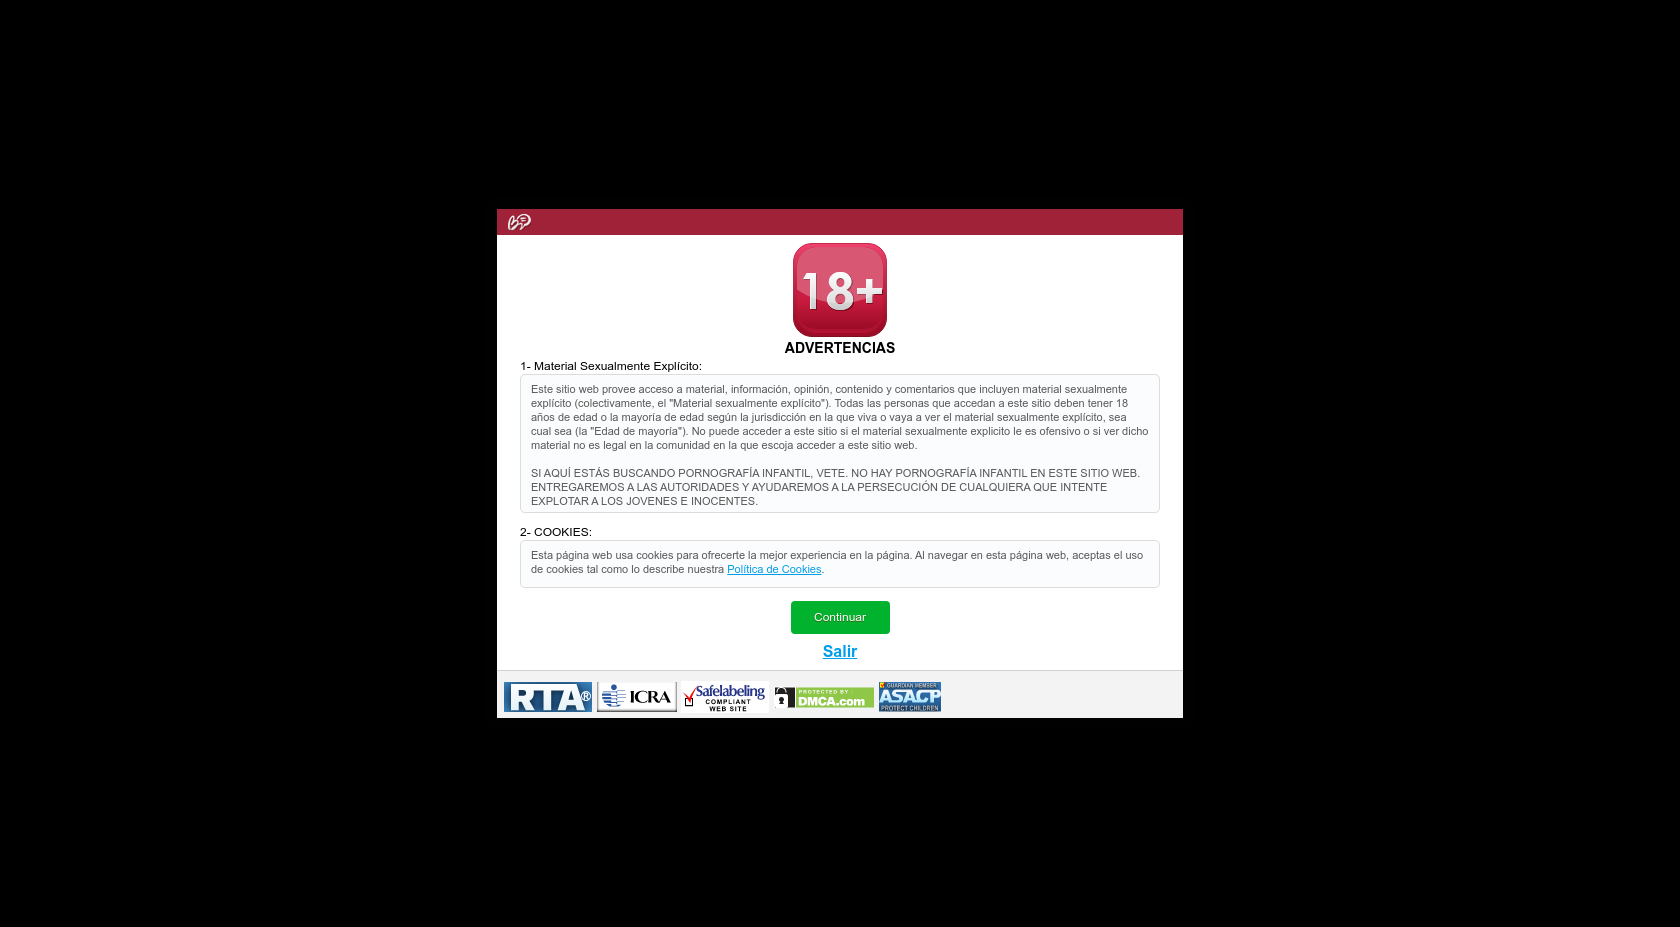 18+
ADVERTENCIAS
1- Material Sexualmente Explícito:
Este sitio web provee acceso a material, información, opinión, contenido y comentarios que incluyen material sexualmente
explícito (colectivamente, el "Material sexualmente explícito"). Todas las personas que accedan a este sitio deben tener 18
años de edad o la mayoría de edad según la jurisdicción en la que viva o vaya a ver el material sexualmente explícito, sea
cual sea (la "Edad de mayoría"). No puede acceder a este sitio si el material sexualmente explicito le es ofensivo o si ver dicho
material no es legal en la comunidad en la que escoja acceder a este sitio web.
SI AQUÍ ESTÁS BUSCANDO PORNOGRAFÍA INFANTIL, VETE. NO HAY PORNOGRAFÍA INFANTIL EN ESTE SITIO WEB.
ENTREGAREMOS A LAS AUTORIDADES Y AYUDAREMOS A LA PERSECUCIÓN DE CUALQUIERA QUE INTENTE
EXPLOTAR A LOS JOVENES E INOCENTES.
2- COOKIES:
Esta página web usa cookies para ofrecerte la mejor experiencia en la página. Al navegar en esta página web, aceptas el uso
de cookies tal como lo describe nuestra Política de Cookies.
Continuar
Salir
RTA®
ICRA
Safelabeling
COMPLIANT
WEB SITE
PROTECTED BY
DMCA.com
GUARDIAN MEMBER
ASACP
PROTECT CHILDREN